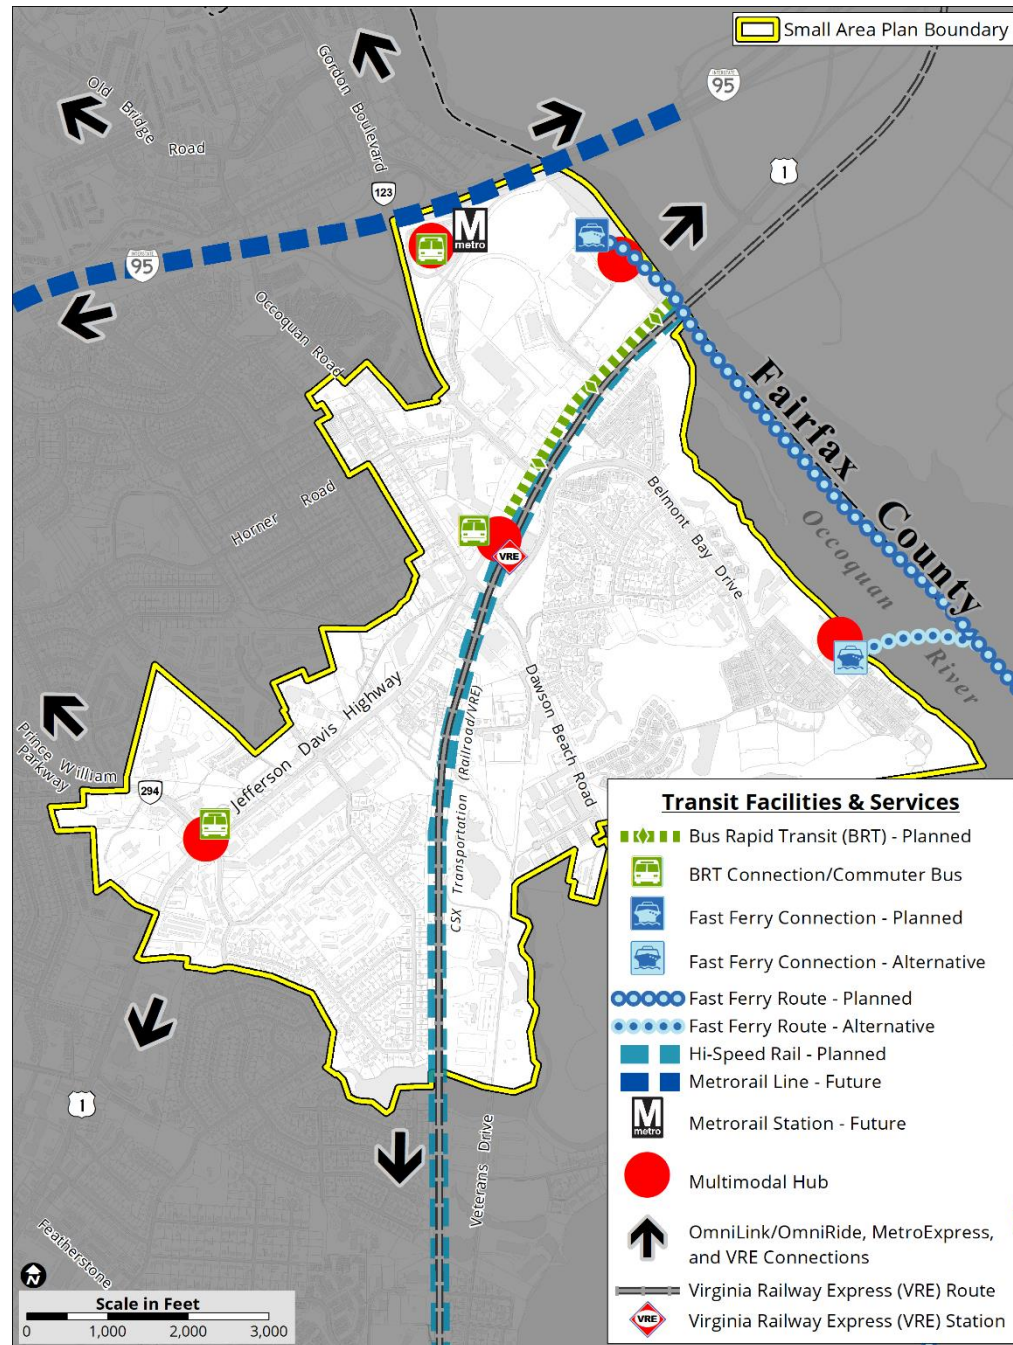 Small Area Plan Boundary
95
Gordon Boulevard
Old Bridge Road
1
123
M
metro
95
Occoquan Road
Fairfax County
Horner Road
Belmont Bay Drive
Occoquan River
VRE
Jefferson Davis Highway
Dawson Beach Road
CSX Transportation (Railroad/VRE)
Prince William
Parkway
294
1
Veterans Drive
Featherstone
N
Scale in Feet
0 1,000 2,000 3,000
Transit Facilities & Services
Bus Rapid Transit (BRT) - Planned
BRT Connection/Commuter Bus
Fast Ferry Connection - Planned
Fast Ferry Connection - Alternative
Fast Ferry Route - Planned
Fast Ferry Route - Alternative
Hi-Speed Rail - Planned
Metrorail Line - Future
M
metro
Metrorail Station - Future
Multimodal Hub
OmniLink/OmniRide, MetroExpress,
and VRE Connections
Virginia Railway Express (VRE) Route
VRE
Virginia Railway Express (VRE) Station